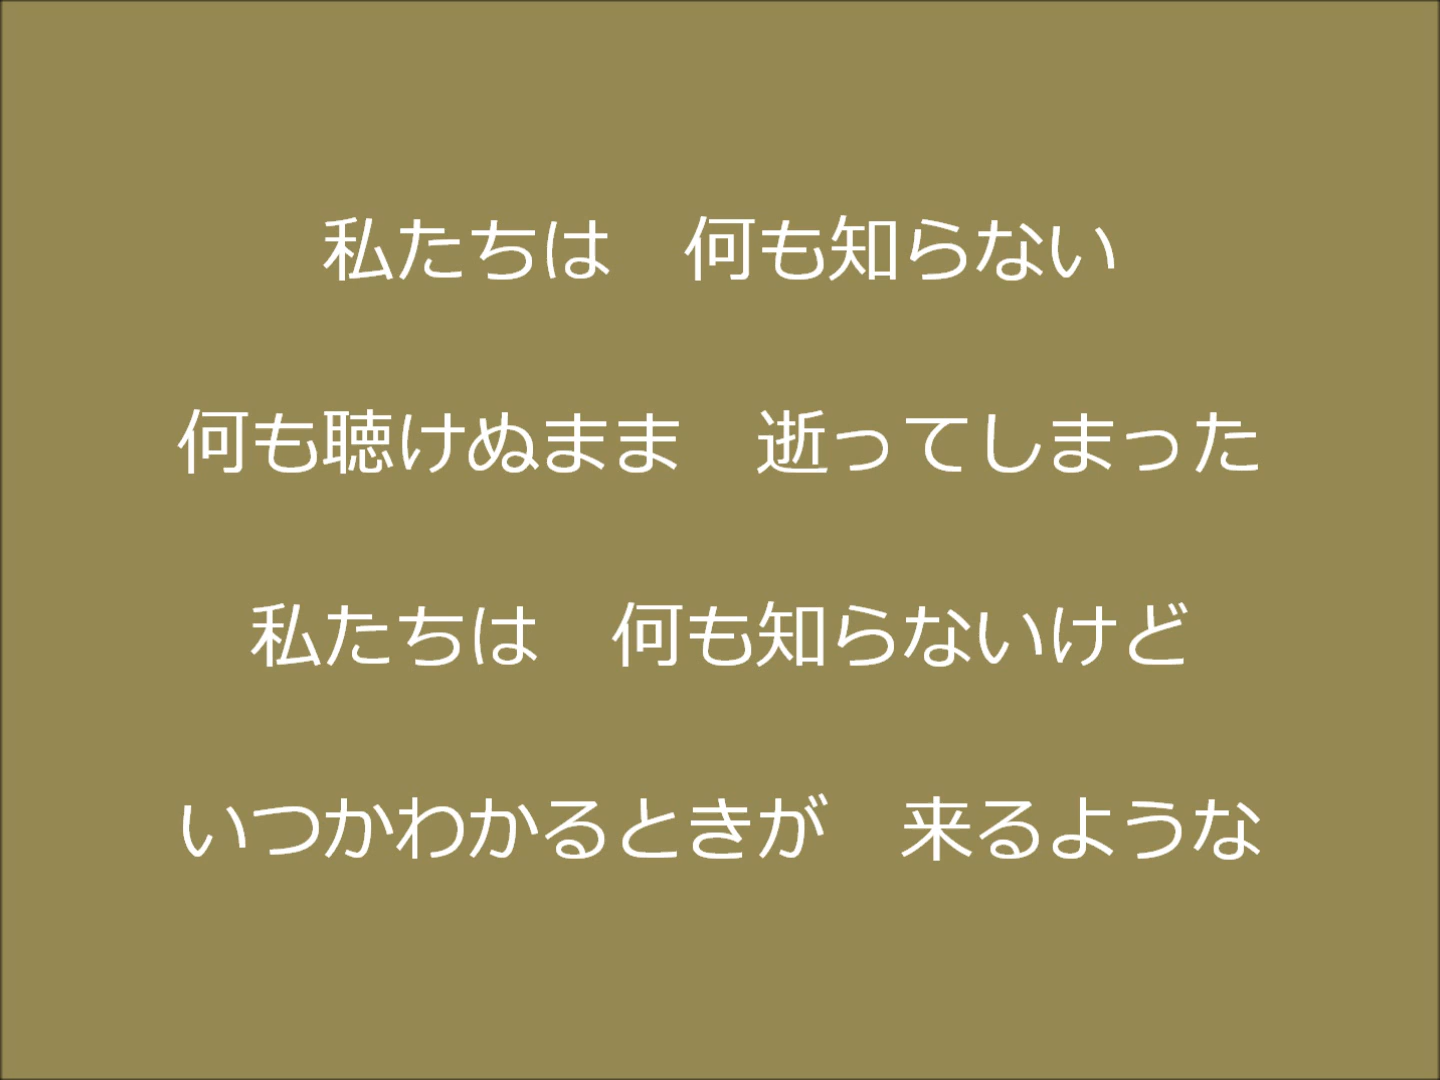 私たちは　何も知らない
何も聴けぬまま　逝ってしまった
私たちは　何も知らないけど
いつかわかるときが　来るような